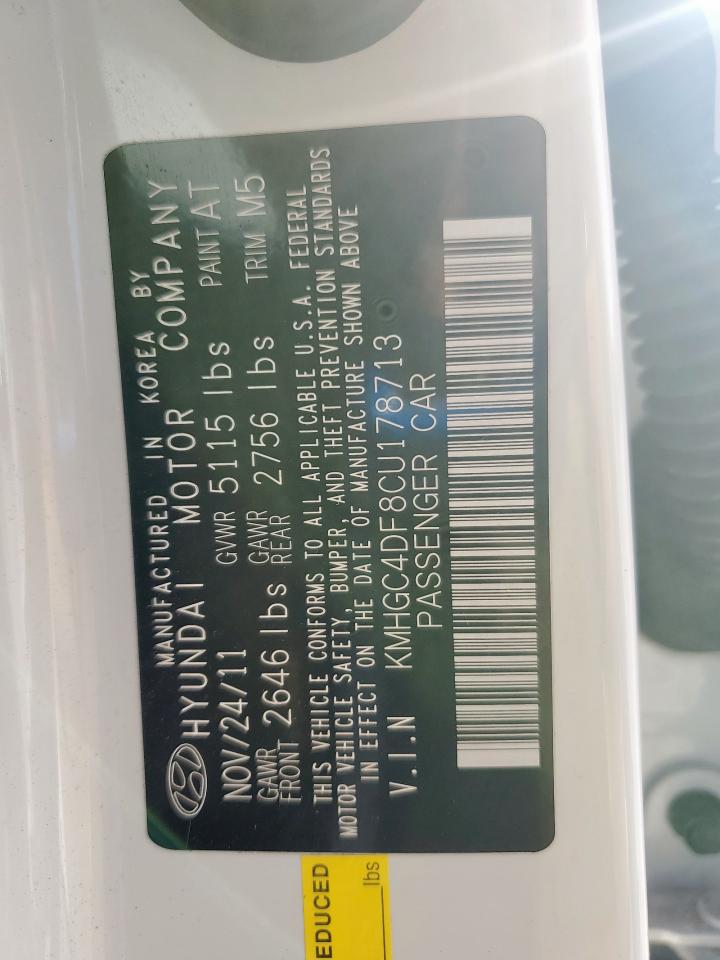 MANUFACTURED IN KOREA BY
HYUNDAI MOTOR COMPANY
NOV/24/11 GVWR 5115 lbs PAINT AT
GAWR FRONT 2646 lbs GAWR REAR 2756 lbs TRIM M5
THIS VEHICLE CONFORMS TO ALL APPLICABLE U.S.A. FEDERAL
MOTOR VEHICLE SAFETY, BUMPER, AND THEFT PREVENTION STANDARDS
IN EFFECT ON THE DATE OF MANUFACTURE SHOWN ABOVE
V.I.N KMHGC4DF8CU178713
PASSENGER CAR
EDUCED
lbs